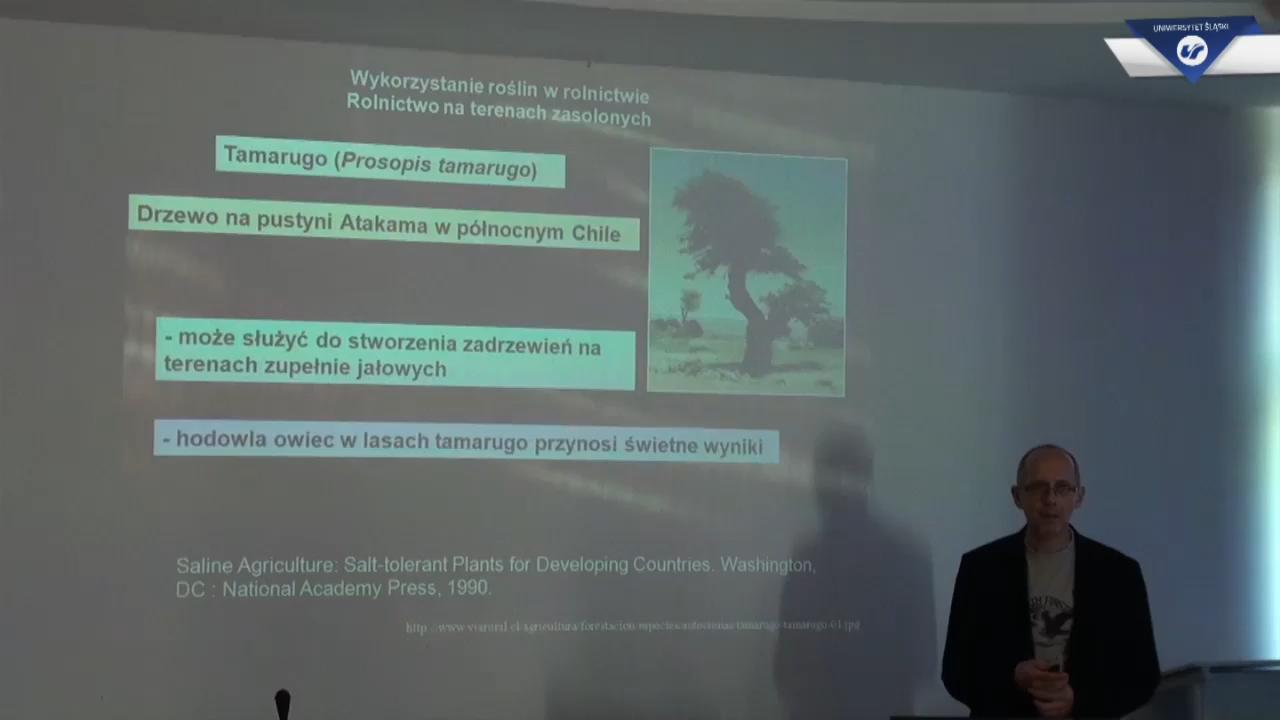 UNIWERSYTET ŚLĄSKI
Wykorzystanie roślin w rolnictwie
Rolnictwo na terenach zasolonych
Tamarugo (Prosopis tamarugo)
Drzewo na pustyni Atakama w północnym Chile
- może służyć do stworzenia zadrzewień na
terenach zupełnie jałowych
- hodowla owiec w lasach tamarugo przynosi świetne wyniki
Saline Agriculture: Salt-tolerant Plants for Developing Countries. Washington,
DC : National Academy Press, 1990.